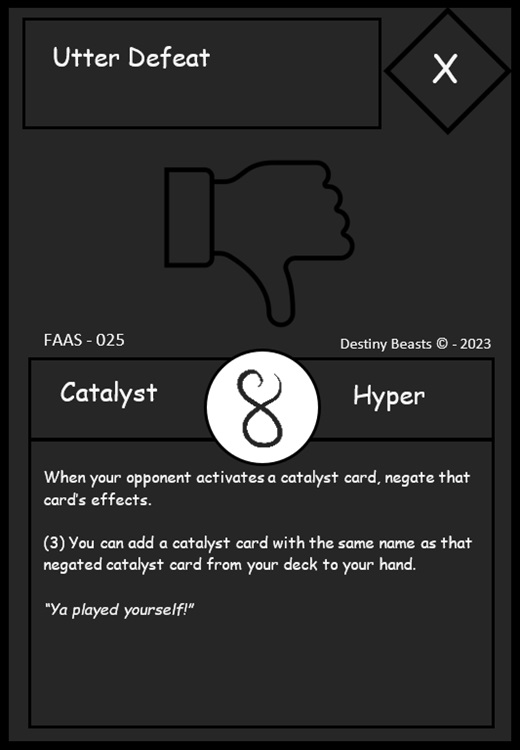 Utter Defeat
X
FAAS - 025
Destiny Beasts © - 2023
Catalyst
Hyper
When your opponent activates a catalyst card, negate that
card's effects.
(3) You can add a catalyst card with the same name as that
negated catalyst card from your deck to your hand.
"Ya played yourself!"